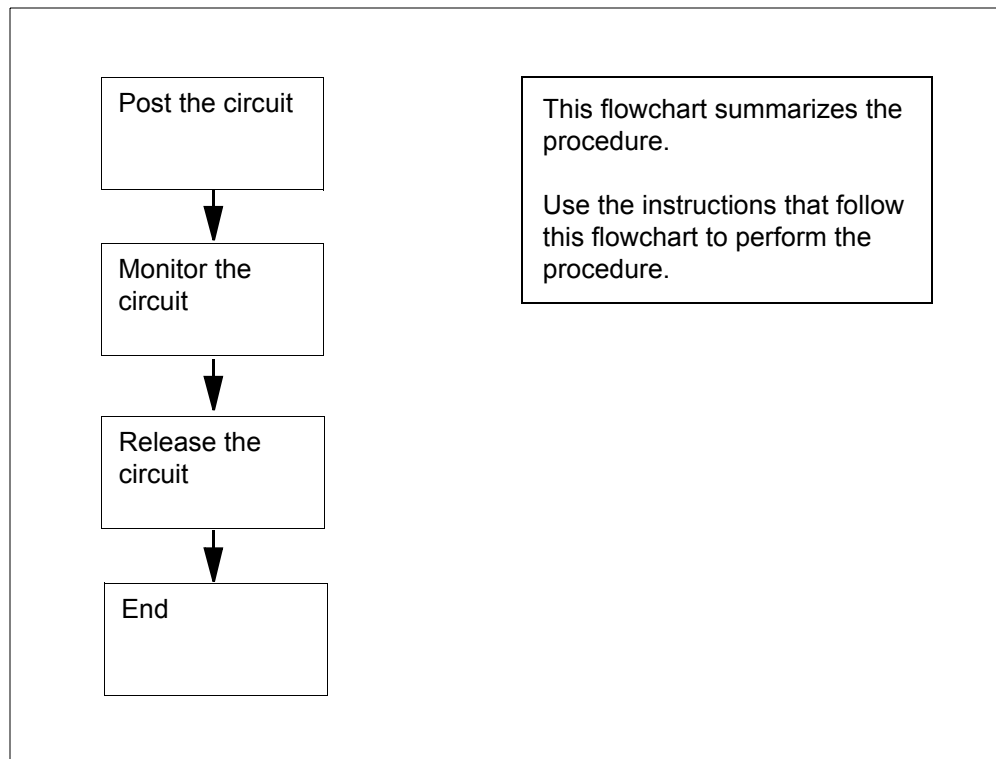 Post the circuit
Monitor the
circuit
Release the
circuit
End
This flowchart summarizes the
procedure.
Use the instructions that follow
this flowchart to perform the
procedure.